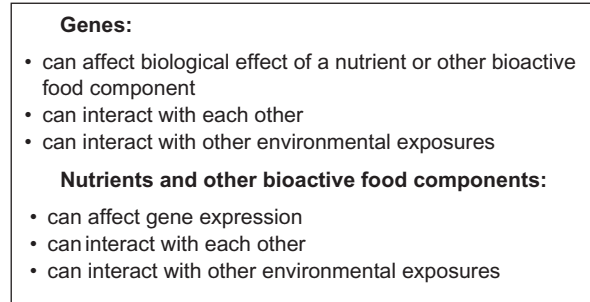 Genes:
• can affect biological effect of a nutrient or other bioactive
food component
• can interact with each other
• can interact with other environmental exposures
Nutrients and other bioactive food components:
• can affect gene expression
• can interact with each other
• can interact with other environmental exposures